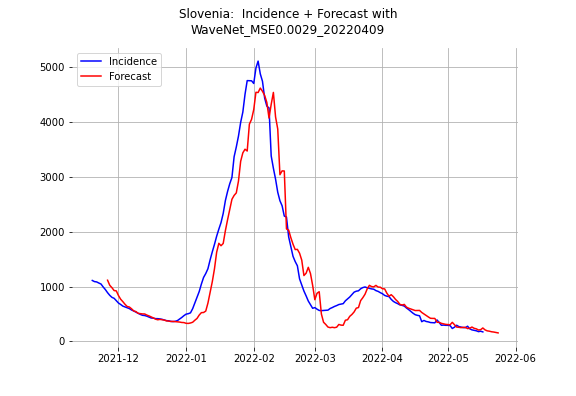 Slovenia:  Incidence + Forecast with
WaveNet_MSE0.0029_20220409
Incidence
Forecast
5000
4000
3000
2000
1000
0
2021-12 2022-01 2022-02 2022-03 2022-04 2022-05 2022-06